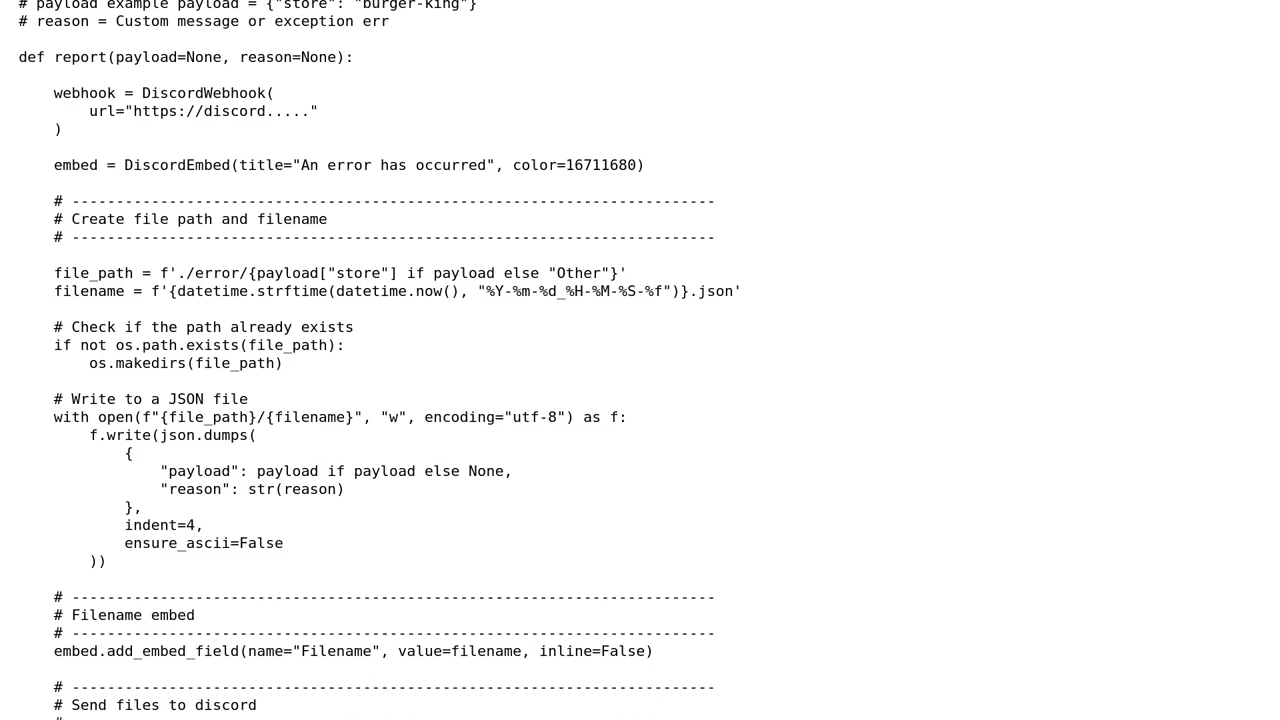 # payload example payload = {"store": "burger-king"}
# reason = Custom message or exception err
def report(payload=None, reason=None):
    webhook = DiscordWebhook(
        url="https://discord....."
    )
    embed = DiscordEmbed(title="An error has occurred", color=16711680)
    # -------------------------------------------------------------------------
    # Create file path and filename
    # -------------------------------------------------------------------------
    file_path = f'./error/{payload["store"] if payload else "Other"}'
    filename = f'{datetime.strftime(datetime.now(), "%Y-%m-%d_%H-%M-%S-%f")}.json'
    # Check if the path already exists
    if not os.path.exists(file_path):
        os.makedirs(file_path)
    # Write to a JSON file
    with open(f"{file_path}/{filename}", "w", encoding="utf-8") as f:
        f.write(json.dumps(
            {
                "payload": payload if payload else None,
                "reason": str(reason)
            },
            indent=4,
            ensure_ascii=False
        ))
    # -------------------------------------------------------------------------
    # Filename embed
    # -------------------------------------------------------------------------
    embed.add_embed_field(name="Filename", value=filename, inline=False)
    # -------------------------------------------------------------------------
    # Send files to discord